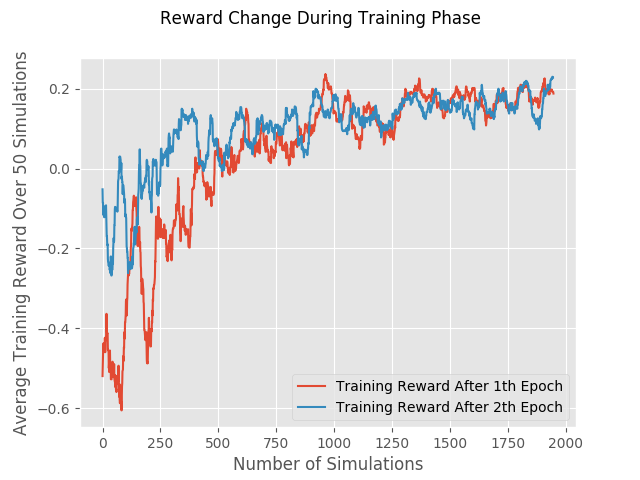 Reward Change During Training Phase
Average Training Reward Over 50 Simulations
0.2
0.0
−0.2
−0.4
−0.6
Training Reward After 1th Epoch
Training Reward After 2th Epoch
0 250 500 750 1000 1250 1500 1750 2000
Number of Simulations